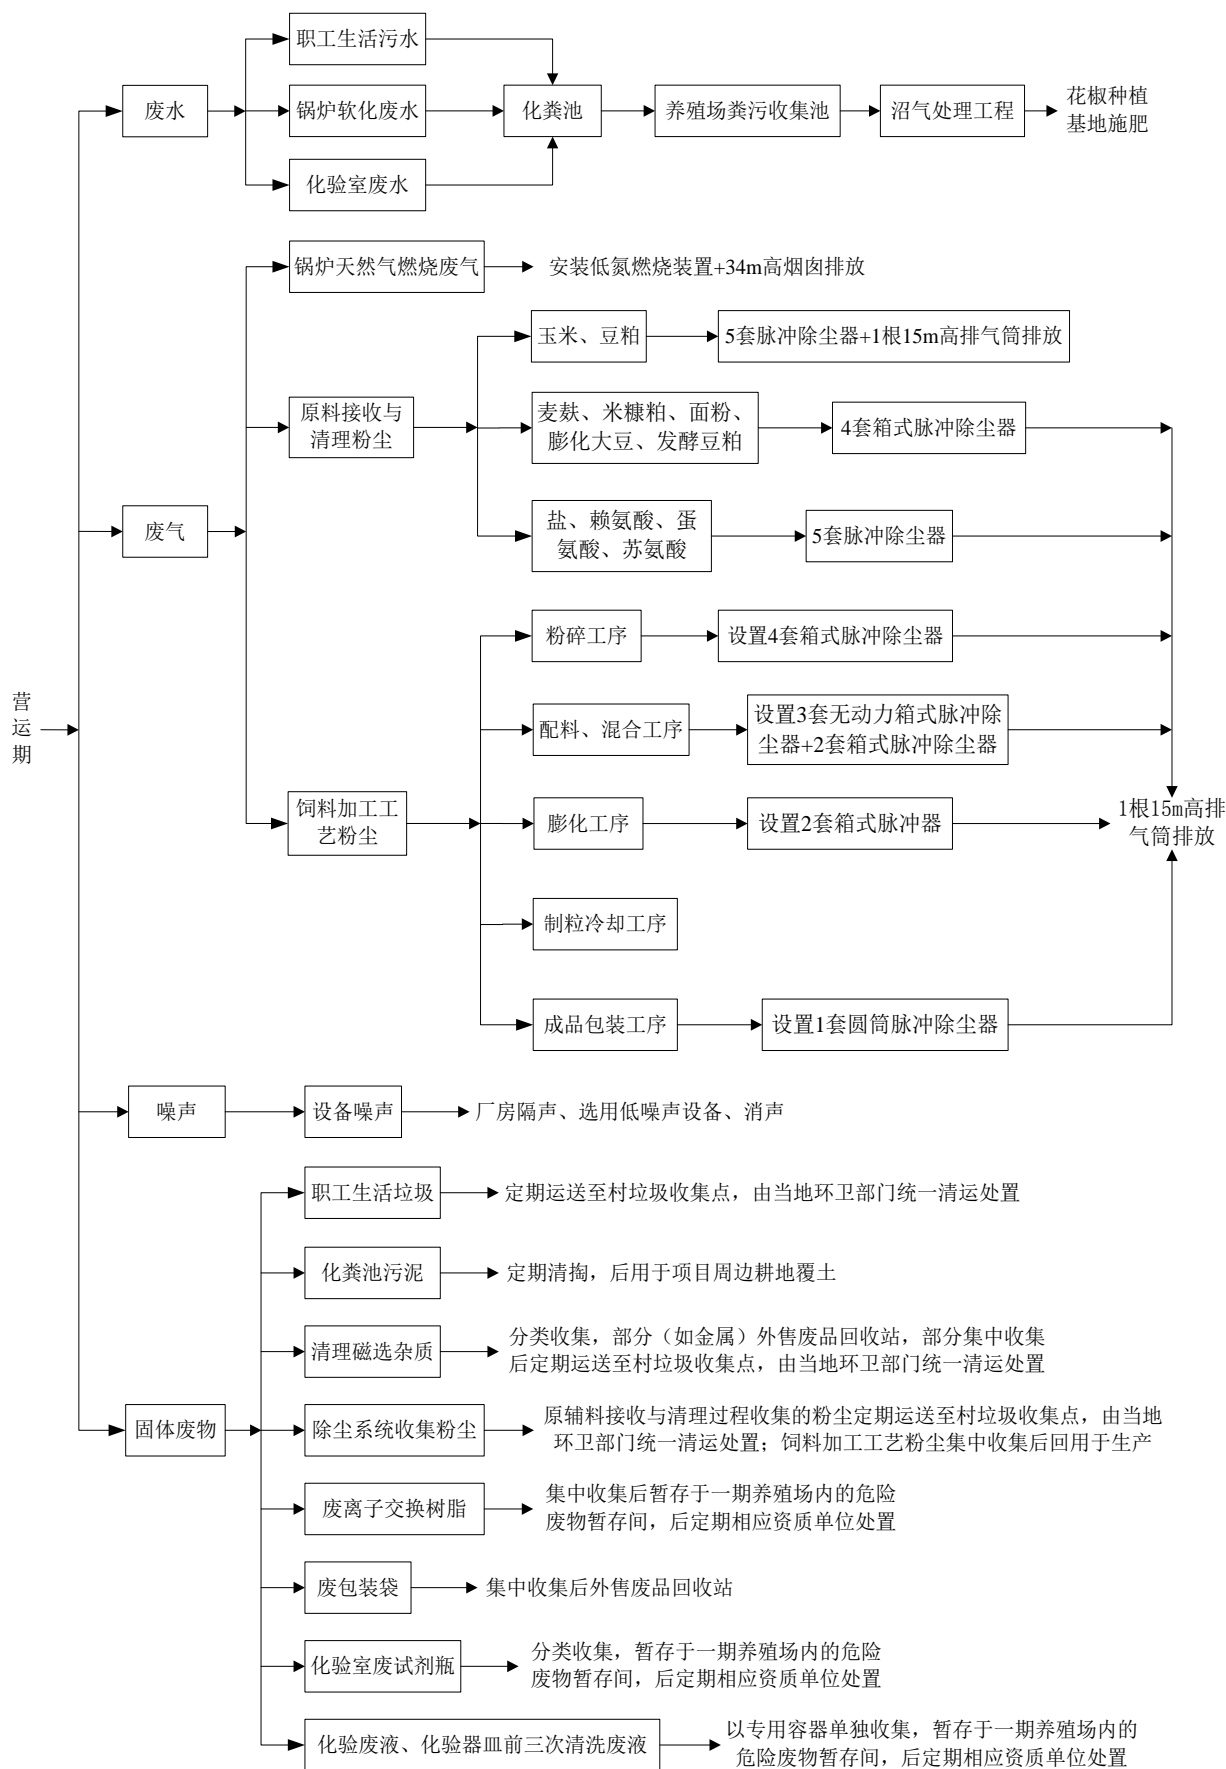 职工生活污水
废水
锅炉软化废水
化粪池
养殖场粪污收集池
沼气处理工程
花椒种植
基地施肥
化验室废水
锅炉天然气燃烧废气
安装低氮燃烧装置+34m高烟囱排放
玉米、豆粕
5套脉冲除尘器+1根15m高排气筒排放
原料接收与
清理粉尘
麦麸、米糠粕、面粉、
膨化大豆、发酵豆粕
4套箱式脉冲除尘器
废气
盐、赖氨酸、蛋
氨酸、苏氨酸
5套脉冲除尘器
粉碎工序
设置4套箱式脉冲除尘器
营
运
期
配料、混合工序
设置3套无动力箱式脉冲除
尘器+2套箱式脉冲除尘器
饲料加工工
艺粉尘
膨化工序
设置2套箱式脉冲器
1根15m高排
气筒排放
制粒冷却工序
成品包装工序
设置1套圆筒脉冲除尘器
噪声
设备噪声
厂房隔声、选用低噪声设备、消声
职工生活垃圾
定期运送至村垃圾收集点，由当地环卫部门统一清运处置
化粪池污泥
定期清掏，后用于项目周边耕地覆土
清理磁选杂质
分类收集，部分（如金属）外售废品回收站，部分集中收集
后定期运送至村垃圾收集点，由当地环卫部门统一清运处置
固体废物
除尘系统收集粉尘
原辅料接收与清理过程收集的粉尘定期运送至村垃圾收集点，由当地
环卫部门统一清运处置；饲料加工工艺粉尘集中收集后回用于生产
废离子交换树脂
集中收集后暂存于一期养殖场内的危险
废物暂存间，后定期相应资质单位处置
废包装袋
集中收集后外售废品回收站
化验室废试剂瓶
分类收集，暂存于一期养殖场内的危险
废物暂存间，后定期相应资质单位处置
化验废液、化验器皿前三次清洗废液
以专用容器单独收集，暂存于一期养殖场内的
危险废物暂存间，后定期相应资质单位处置